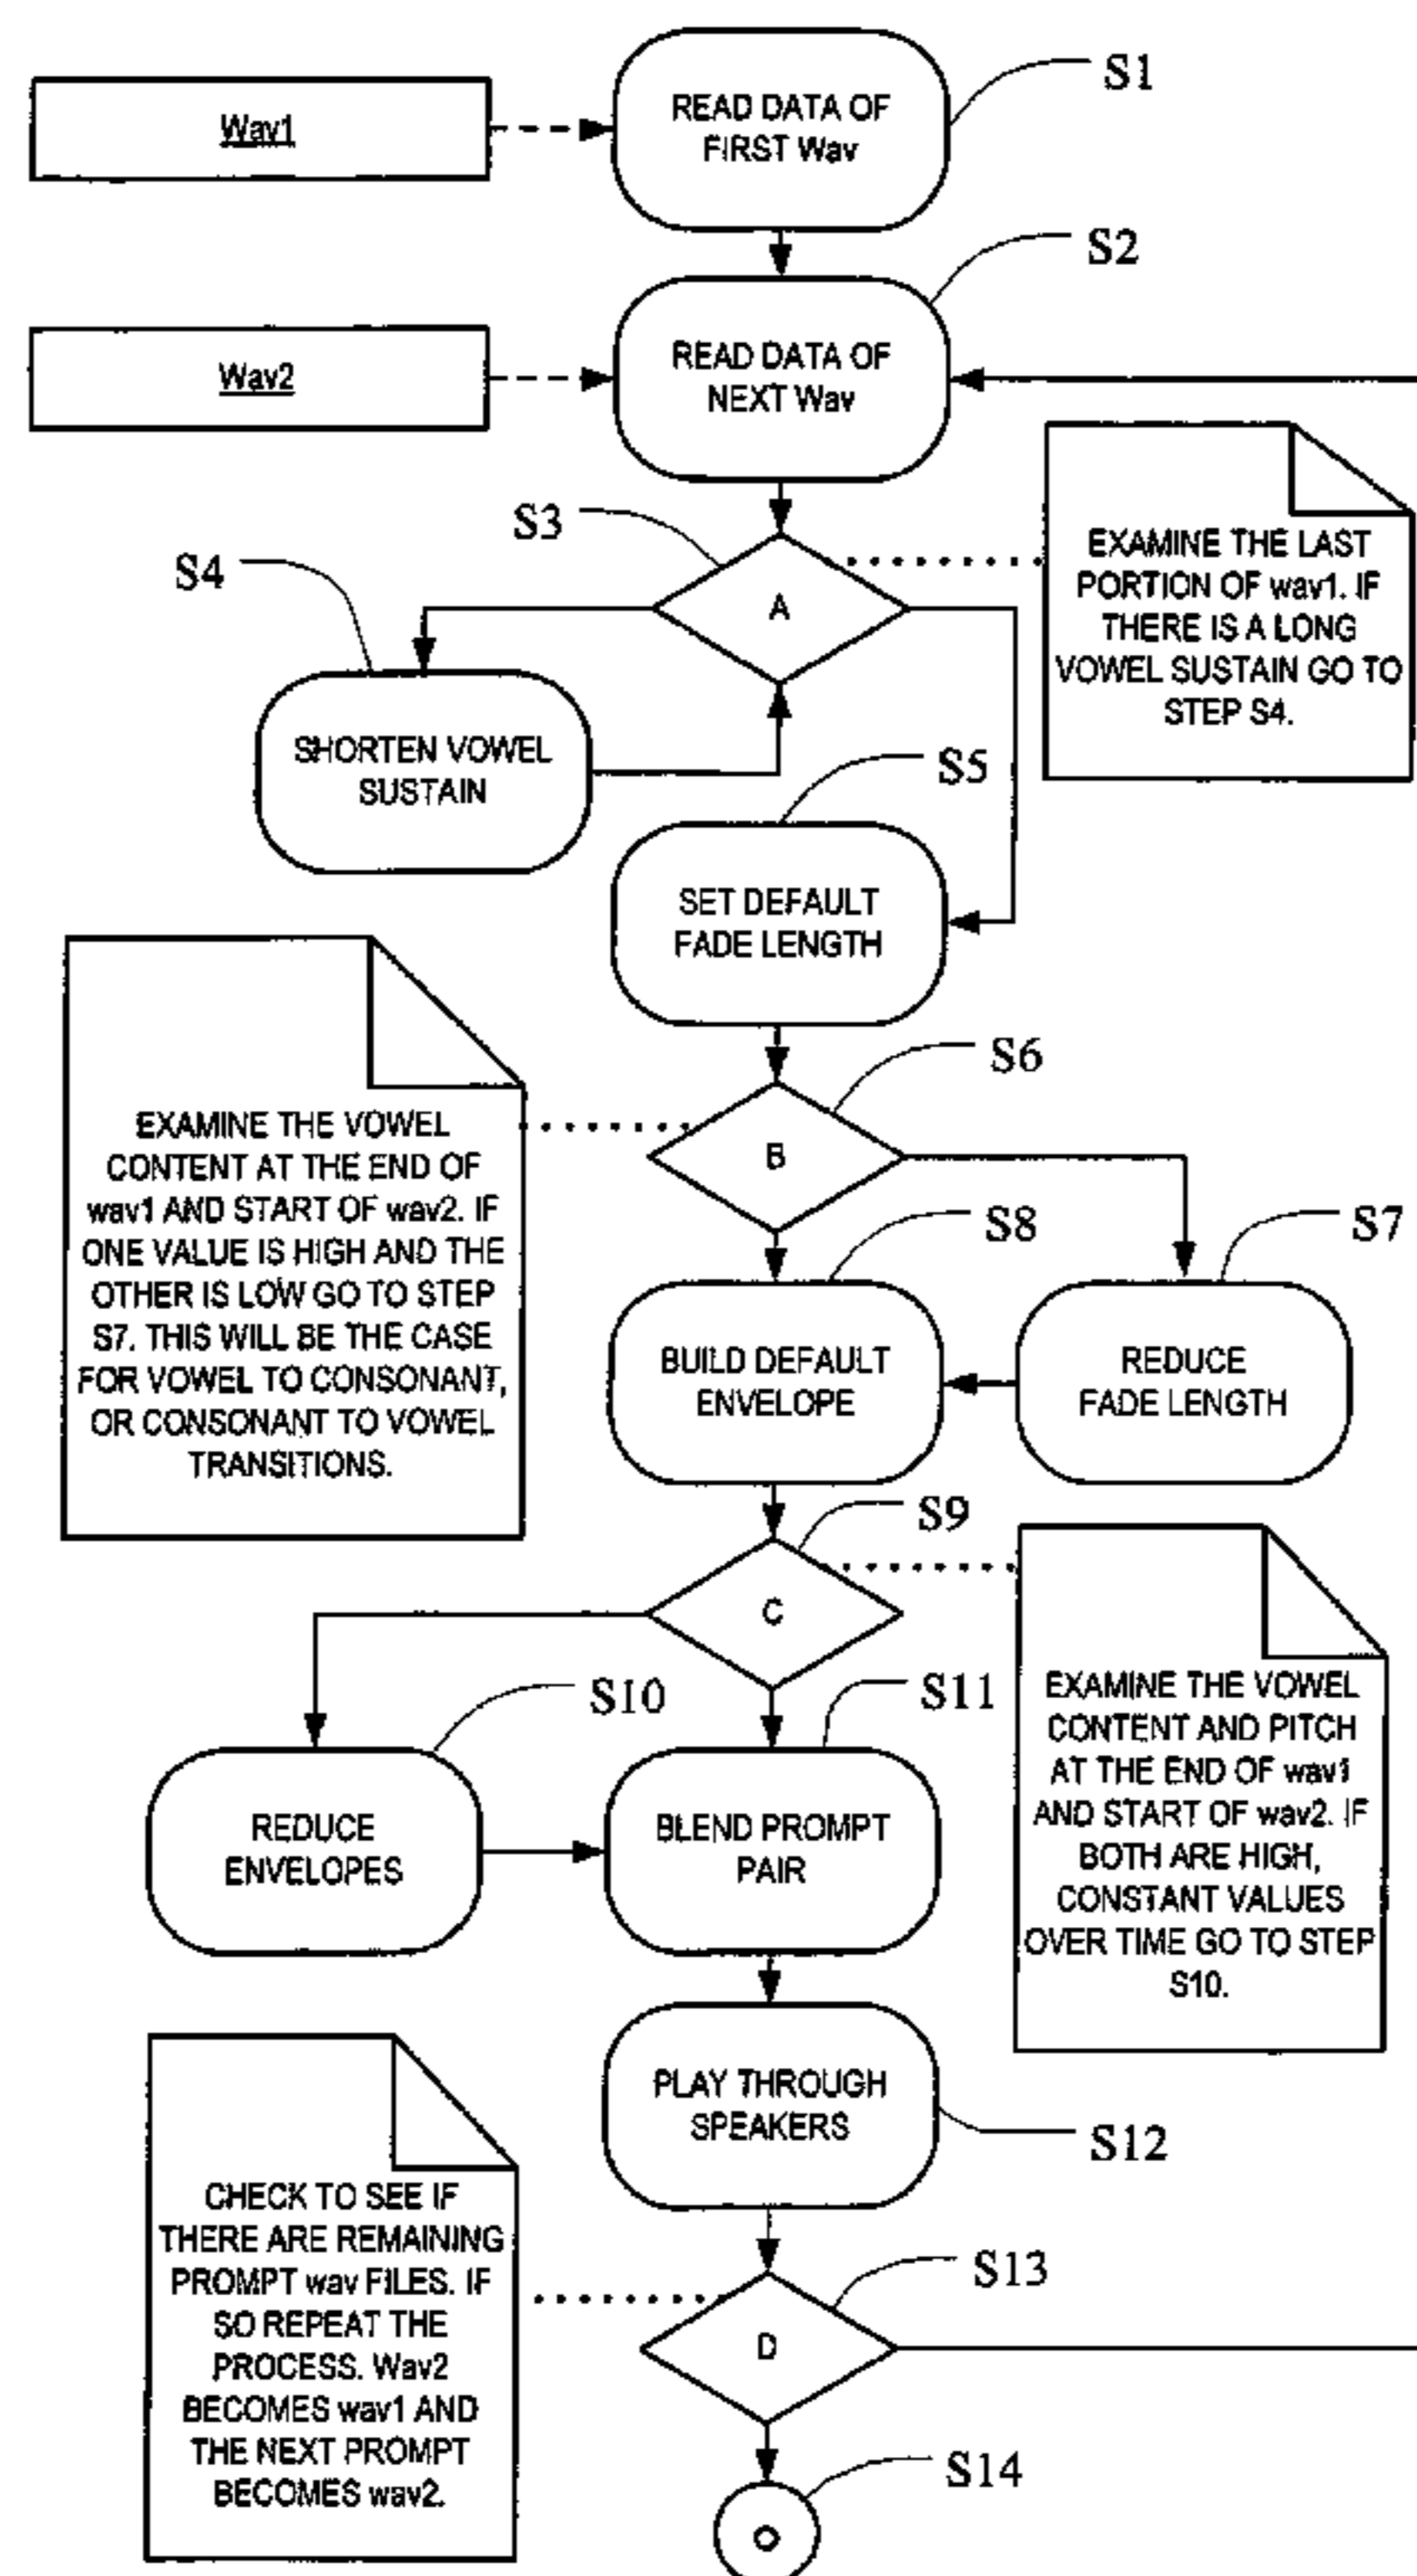 S1
Wav1
READ DATA OF
FIRST Wav
S2
Wav2
READ DATA OF
NEXT Wav
S3
S4
A
EXAMINE THE LAST
PORTION OF wav1. IF
THERE IS A LONG
VOWEL SUSTAIN GO TO
STEP S4.
SHORTEN VOWEL
SUSTAIN
S5
SET DEFAULT
FADE LENGTH
S6
B
EXAMINE THE VOWEL
CONTENT AT THE END OF
wav1 AND START OF wav2. IF
ONE VALUE IS HIGH AND THE
OTHER IS LOW GO TO STEP
S7. THIS WILL BE THE CASE
FOR VOWEL TO CONSONANT,
OR CONSONANT TO VOWEL
TRANSITIONS.
S8
S7
BUILD DEFAULT
ENVELOPE
REDUCE
FADE LENGTH
S9
C
EXAMINE THE VOWEL
CONTENT AND PITCH
AT THE END OF wav1
AND START OF wav2. IF
BOTH ARE HIGH,
CONSTANT VALUES
OVER TIME GO TO STEP
S10.
S10
S11
REDUCE
ENVELOPES
BLEND PROMPT
PAIR
PLAY THROUGH
SPEAKERS
S12
CHECK TO SEE IF
THERE ARE REMAINING
PROMPT wav FILES. IF
SO REPEAT THE
PROCESS. Wav2
BECOMES wav1 AND
THE NEXT PROMPT
BECOMES wav2.
S13
D
S14